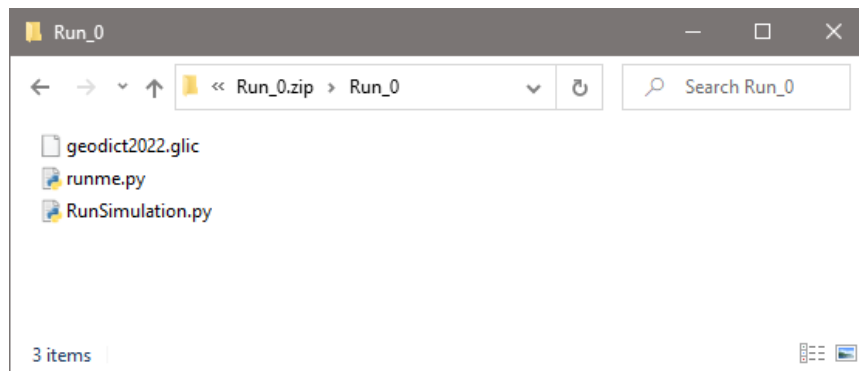 Run_0
« Run_0.zip › Run_0
Search Run_0
geodict2022.glic
runme.py
RunSimulation.py
3 items